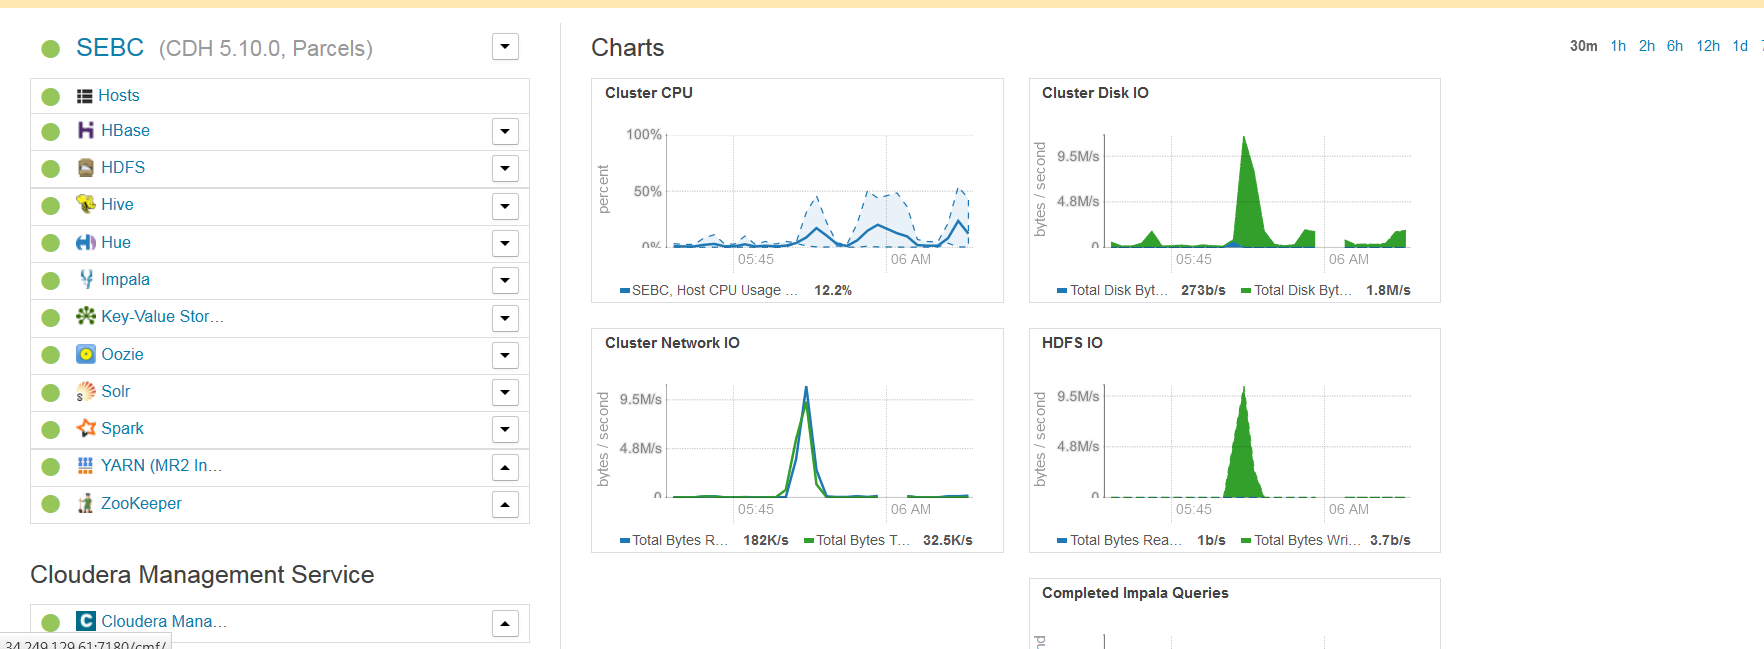 SEBC (CDH 5.10.0, Parcels)
Hosts
HBase
HDFS
Hive
Hue
Impala
Key-Value Stor…
Oozie
Solr
Spark
YARN (MR2 In…
ZooKeeper
Cloudera Management Service
Cloudera Mana…
34.249.129.61:7180/cmf/
Charts
30m 1h 2h 6h 12h 1d
Cluster CPU
percent
100%
50%
0%
05:45 06 AM
SEBC, Host CPU Usage … 12.2%
Cluster Disk IO
bytes / second
9.5M/s
4.8M/s
0
05:45 06 AM
Total Disk Byt… 273b/s Total Disk Byt… 1.8M/s
Cluster Network IO
bytes / second
9.5M/s
4.8M/s
0
05:45 06 AM
Total Bytes R… 182K/s Total Bytes T… 32.5K/s
HDFS IO
bytes / second
9.5M/s
4.8M/s
0
05:45 06 AM
Total Bytes Rea… 1b/s Total Bytes Wri… 3.7b/s
Completed Impala Queries